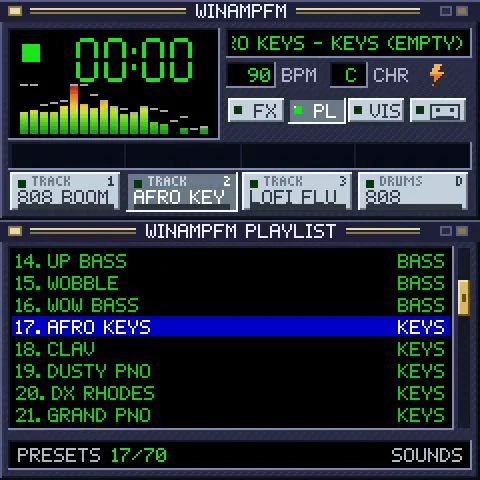 WINAMPFM
00:00
RO KEYS - KEYS (EMPTY)
90 BPM C CHR
FX PL VIS
TRACK 1 TRACK 2 TRACK 3 DRUMS D
808 BOOM AFRO KEY LOFI FLU 808
WINAMPFM PLAYLIST
14. UP BASS BASS
15. WOBBLE BASS
16. WOW BASS BASS
17. AFRO KEYS KEYS
18. CLAV KEYS
19. DUSTY PNO KEYS
20. DX RHODES KEYS
21. GRAND PNO KEYS
PRESETS 17/70 SOUNDS